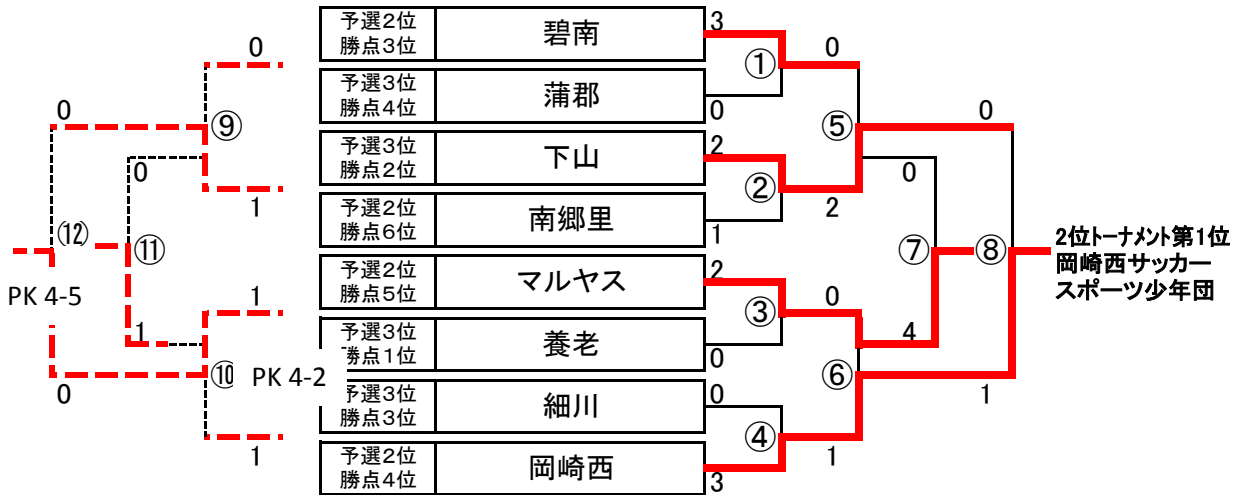 予選2位
勝点3位
碧南
3
0
0
①
予選3位
勝点4位
蒲郡
0
0
0
⑨
⑤
予選3位
勝点2位
下山
2
0
0
②
予選2位
勝点6位
南郷里
1
2
1
⑫
⑪
⑦
⑧
2位トーナメント第1位
岡崎西サッカー
スポーツ少年団
予選2位
勝点5位
マルヤス
2
0
PK 4-5
1
③
1
4
予選3位
勝点1位
養老
0
⑩
PK 4-2
⑥
0
1
予選3位
勝点3位
細川
0
④
1
1
予選2位
勝点4位
岡崎西
3